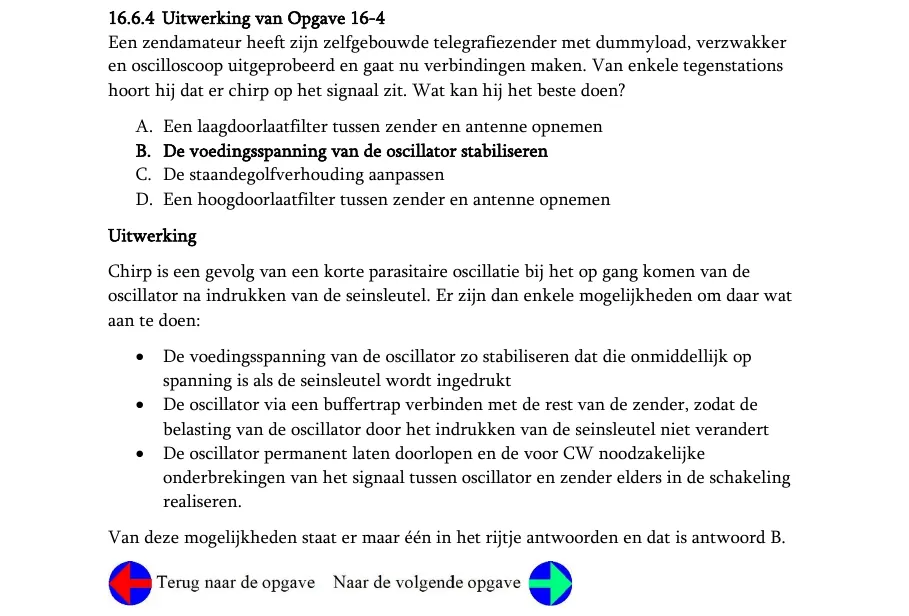 16.6.4 Uitwerking van Opgave 16-4
Een zendamateur heeft zijn zelfgebouwde telegrafiezender met dummyload, verzwakker
en oscilloscoop uitgeprobeerd en gaat nu verbindingen maken. Van enkele tegenstations
hoort hij dat er chirp op het signaal zit. Wat kan hij het beste doen?
A. Een laagdoorlaatfilter tussen zender en antenne opnemen
B. De voedingsspanning van de oscillator stabiliseren
C. De staandegolfverhouding aanpassen
D. Een hoogdoorlaatfilter tussen zender en antenne opnemen
Uitwerking
Chirp is een gevolg van een korte parasitaire oscillatie bij het op gang komen van de
oscillator na indrukken van de seinsleutel. Er zijn dan enkele mogelijkheden om daar wat
aan te doen:
• De voedingsspanning van de oscillator zo stabiliseren dat die onmiddellijk op
spanning is als de seinsleutel wordt ingedrukt
• De oscillator via een buffertrap verbinden met de rest van de zender, zodat de
belasting van de oscillator door het indrukken van de seinsleutel niet verandert
• De oscillator permanent laten doorlopen en de voor CW noodzakelijke
onderbrekingen van het signaal tussen oscillator en zender elders in de schakeling
realiseren.
Van deze mogelijkheden staat er maar één in het rijtje antwoorden en dat is antwoord B.
Terug naar de opgave Naar de volgende opgave